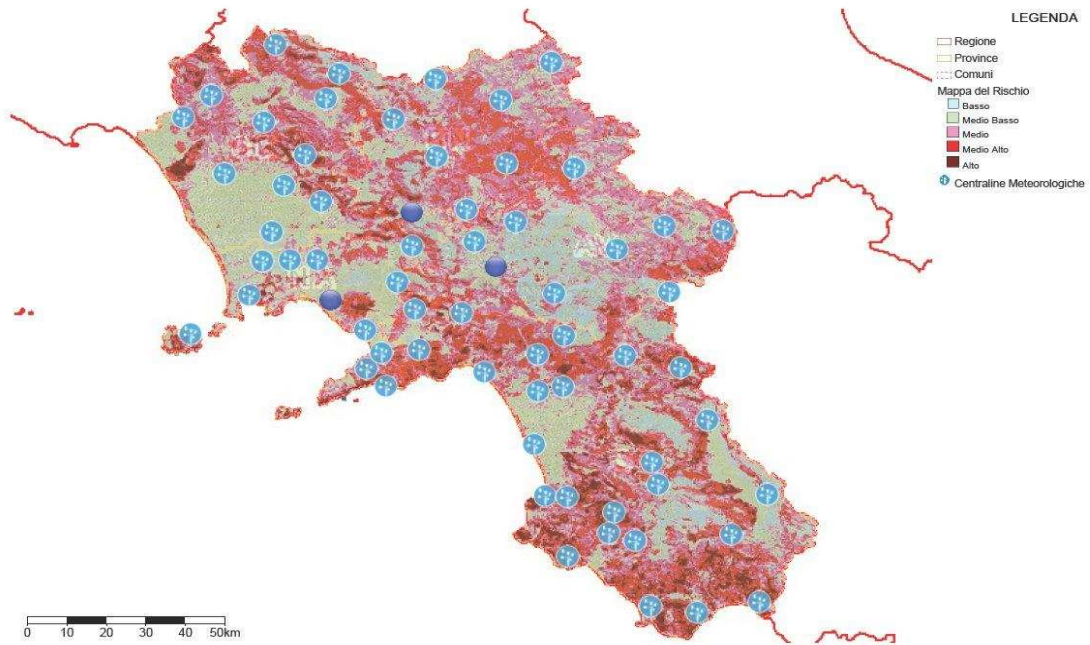 LEGENDA
Regione
Province
Comuni
Mappa del Rischio
Basso
Medio Basso
Medio
Medio Alto
Alto
Centraline Meteorologiche
0 10 20 30 40 50km